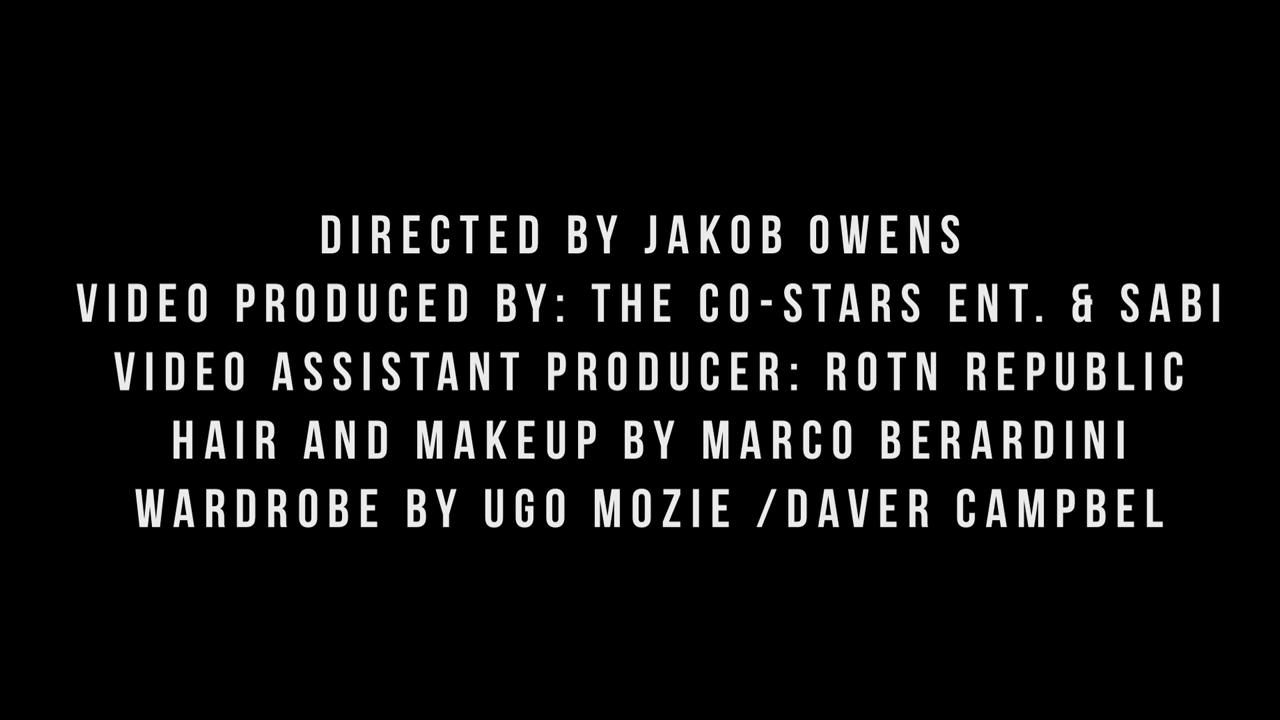 DIRECTED BY JAKOB OWENS
VIDEO PRODUCED BY: THE CO-STARS ENT. & SABI
VIDEO ASSISTANT PRODUCER: ROTN REPUBLIC
HAIR AND MAKEUP BY MARCO BERARDINI
WARDROBE BY UGO MOZIE /DAVER CAMPBEL